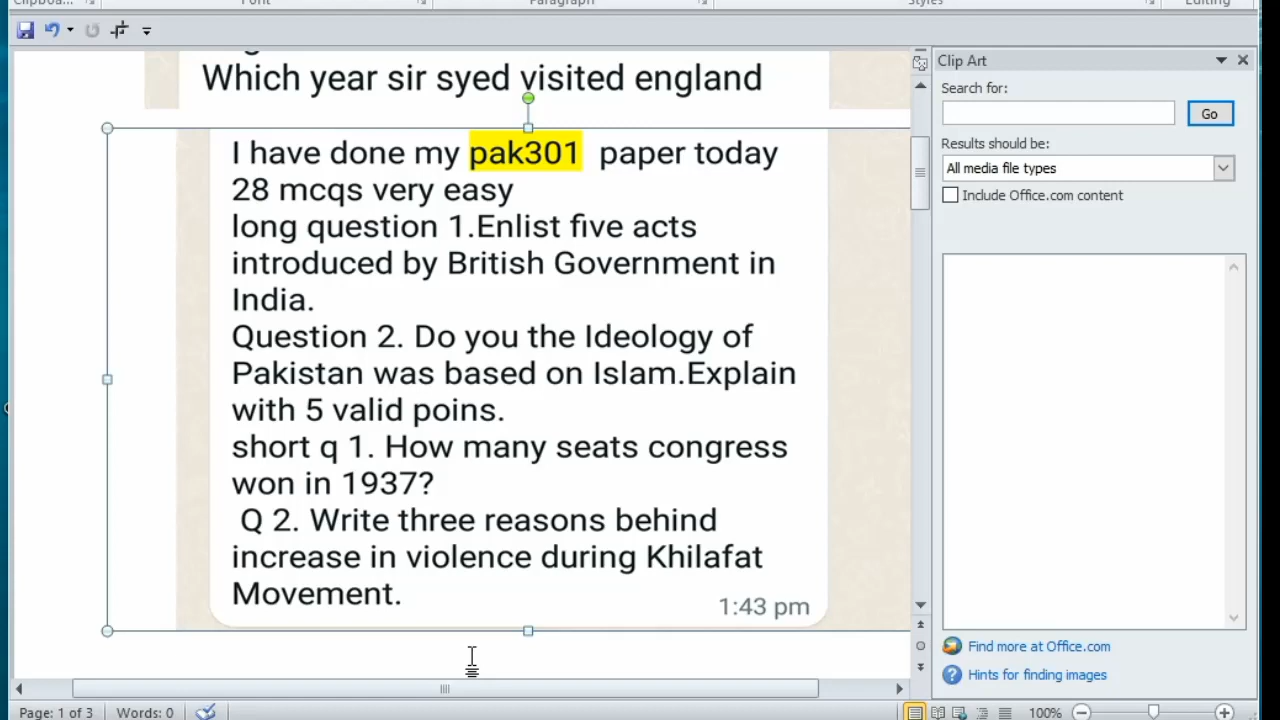 Font
Paragraph
Styles
Editing
Which year sir syed visited england
I have done my pak301 paper today
28 mcqs very easy
long question 1.Enlist five acts
introduced by British Government in
India.
Question 2. Do you the Ideology of
Pakistan was based on Islam.Explain
with 5 valid poins.
short q 1. How many seats congress
won in 1937?
Q 2. Write three reasons behind
increase in violence during Khilafat
Movement.
1:43 pm
Clip Art
Search for:
Go
Results should be:
All media file types
Include Office.com content
Find more at Office.com
Hints for finding images
Page: 1 of 3
Words: 0
100%